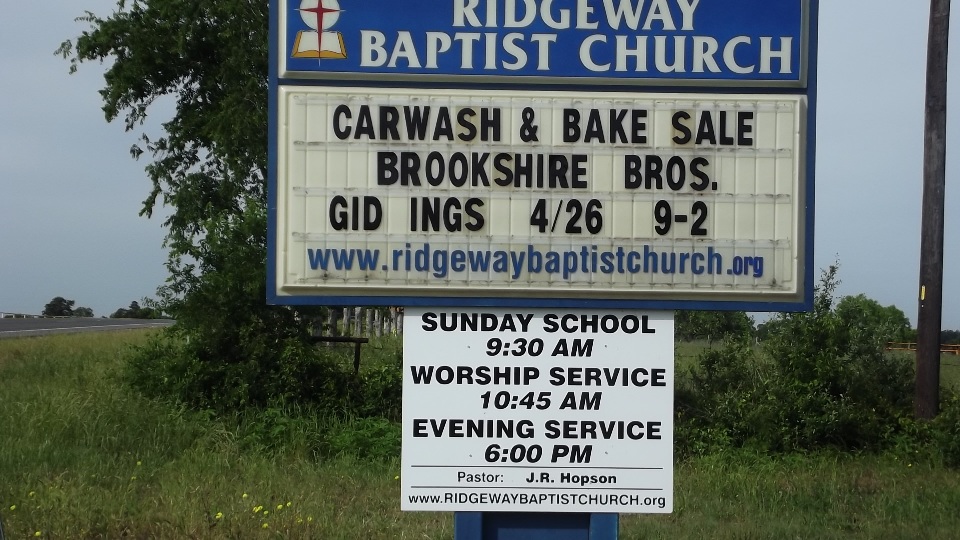 RIDGEWAY
BAPTIST CHURCH
CARWASH & BAKE SALE
BROOKSHIRE BROS.
GID INGS 4/26 9-2
www.ridgewaybaptistchurch.org
SUNDAY SCHOOL
9:30 AM
WORSHIP SERVICE
10:45 AM
EVENING SERVICE
6:00 PM
Pastor: J.R. Hopson
www.RIDGEWAYBAPTISTCHURCH.org